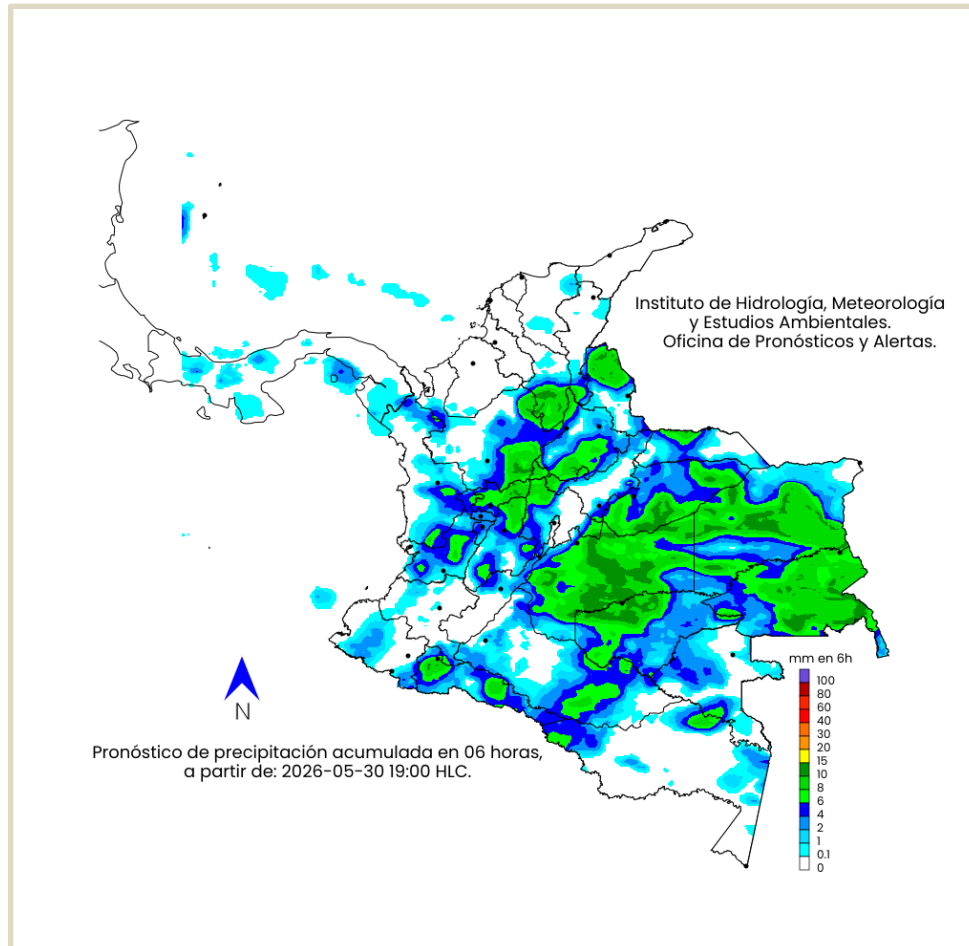 Instituto de Hidrología, Meteorología
y Estudios Ambientales.
Oficina de Pronósticos y Alertas.
N
Pronóstico de precipitación acumulada en 06 horas,
a partir de: 2026-05-30 19:00 HLC.
mm en 6h
100
80
60
40
30
20
15
10
8
6
4
2
1
0.1
0